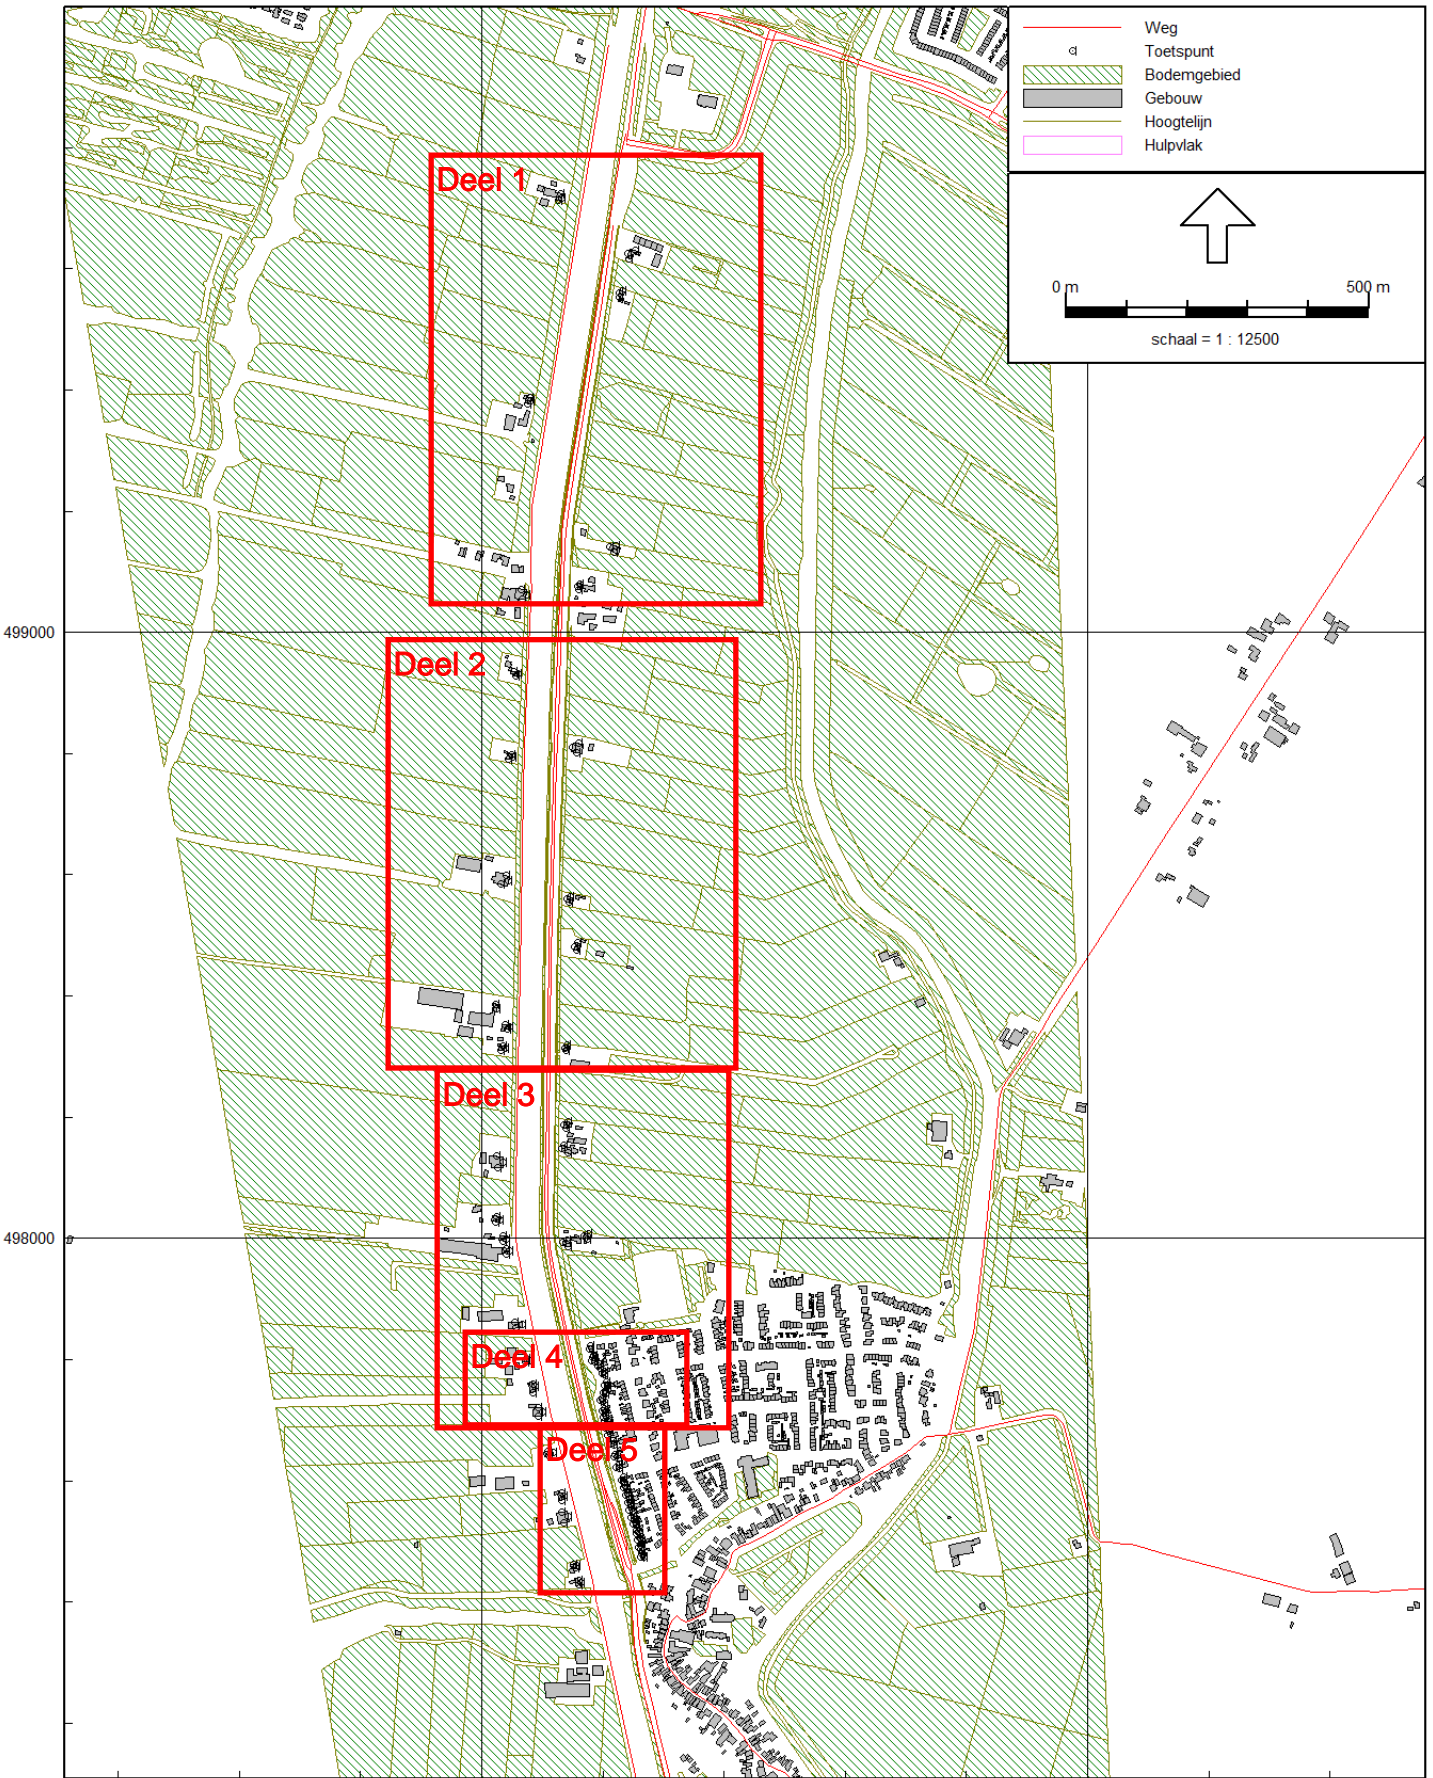 Weg
Toetspunt
Bodemgebied
Gebouw
Hoogtelijn
Hulpvlak
0 m 500 m
schaal = 1 : 12500
Deel 1
499000
Deel 2
Deel 3
498000
Deel 4
Deel 5